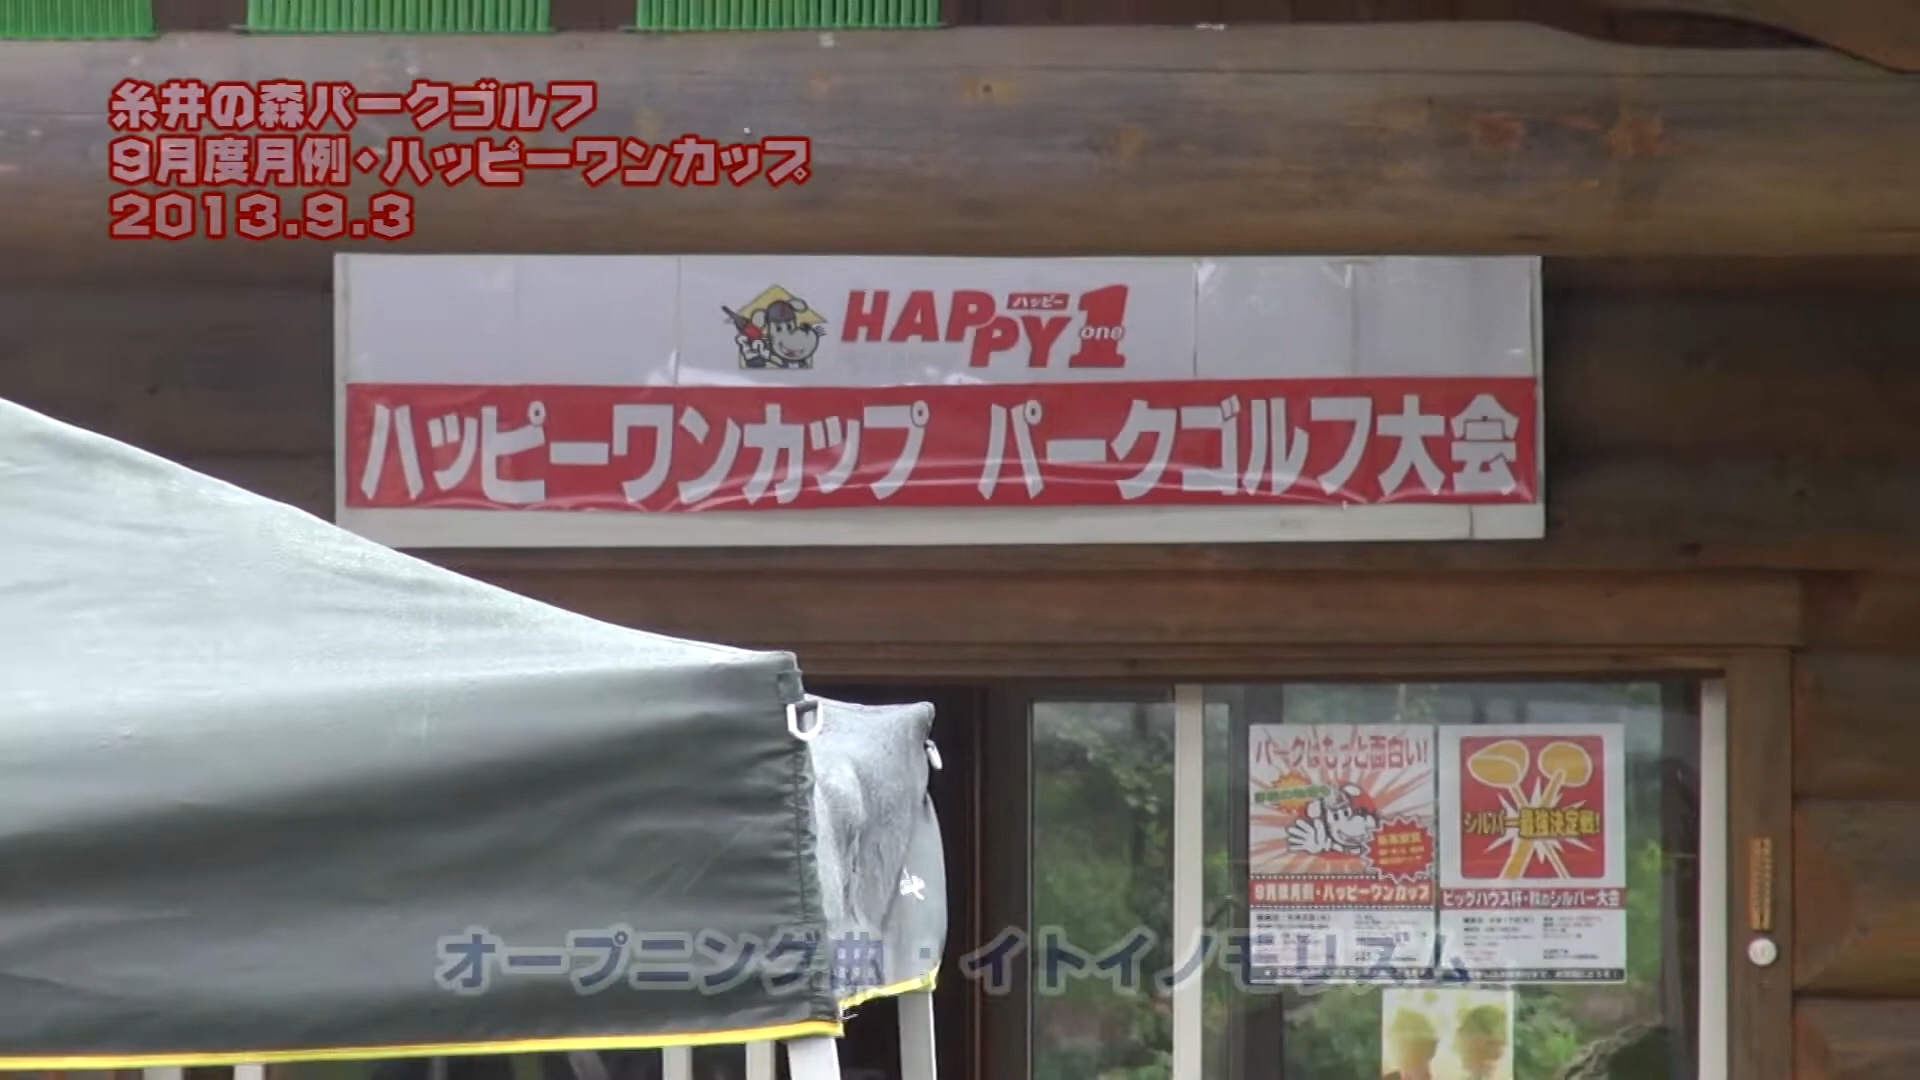 糸井の森パークゴルフ
9月度月例・ハッピーワンカップ
2013.9.3
HAPPY1
ハッピー
one
ハッピーワンカップ パークゴルフ大会
パークはもっと面白い!
9月度月例・ハッピーワンカップ
シルバー最強決定戦!
ビッグハウス杯・秋のシルバー大会
オープニング曲：イトイノモリズム